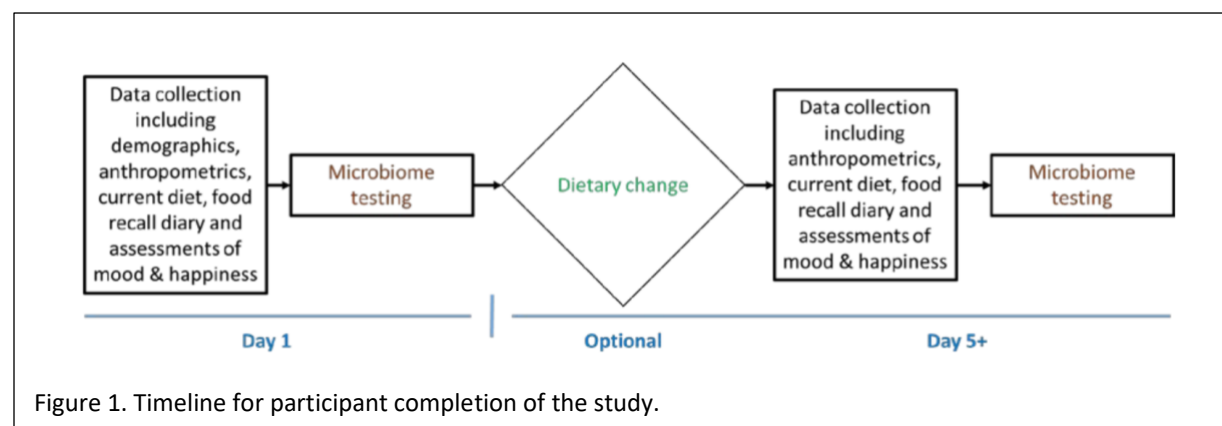 Data collection
including
demographics,
anthropometrics,
current diet, food
recall diary and
assessments of
mood & happiness
Microbiome
testing
Dietary change
Data collection
including
anthropometrics,
current diet, food
recall diary and
assessments of
mood & happiness
Microbiome
testing
Day 1
Optional
Day 5+
Figure 1. Timeline for participant completion of the study.